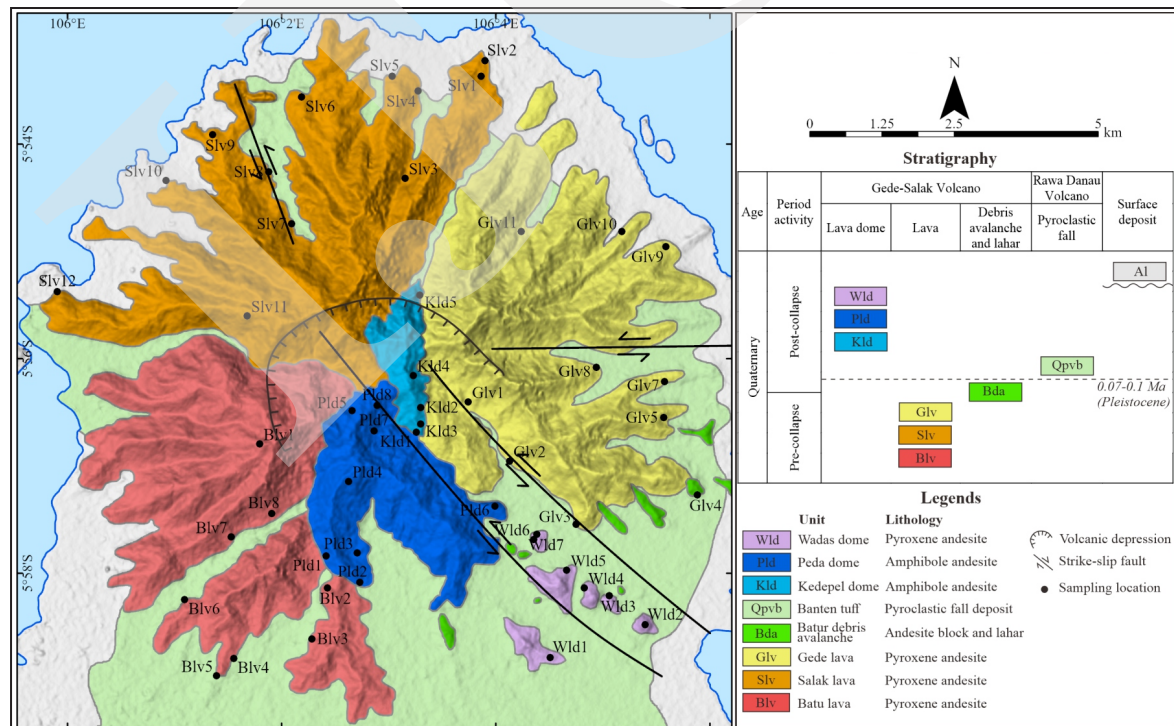 106°E
106°2'E
106°4'E
5°54'S
5°56'S
5°58'S
Slv2
Slv5
Slv1
Slv4
Slv6
Slv9
Slv8
Slv3
Slv10
Slv7
Glv11
Glv10
Glv9
Slv12
Kld5
Slv11
Kld4
Glv8
Glv7
Pld8
Glv1
Pld5
Kld2
Pld7
Glv5
Kld1
Kld3
Blv1
Glv2
Pld4
Glv4
Blv8
Pld6
Glv3
Blv7
Wld6
Wld7
Pld3
Pld1
Wld5
Pld2
Wld4
Blv2
Blv6
Wld3
Wld2
Blv3
Wld1
Blv5
Blv4
N
0
1.25
2.5
5
km
Stratigraphy
Age
Period activity
Gede-Salak Volcano
Rawa Danau Volcano
Surface deposit
Lava dome
Lava
Debris avalanche and lahar
Pyroclastic fall
Quaternary
Post-collapse
Pre-collapse
Al
Wld
Pld
Kld
Qpvb
0.07-0.1 Ma
(Pleistocene)
Bda
Glv
Slv
Blv
Legends
Unit Lithology
Wld Wadas dome Pyroxene andesite
Pld Peda dome Amphibole andesite
Kld Kedepel dome Amphibole andesite
Qpvb Banten tuff Pyroclastic fall deposit
Bda Batur debris avalanche Andesite block and lahar
Glv Gede lava Pyroxene andesite
Slv Salak lava Pyroxene andesite
Blv Batu lava Pyroxene andesite
Volcanic depression
Strike-slip fault
Sampling location